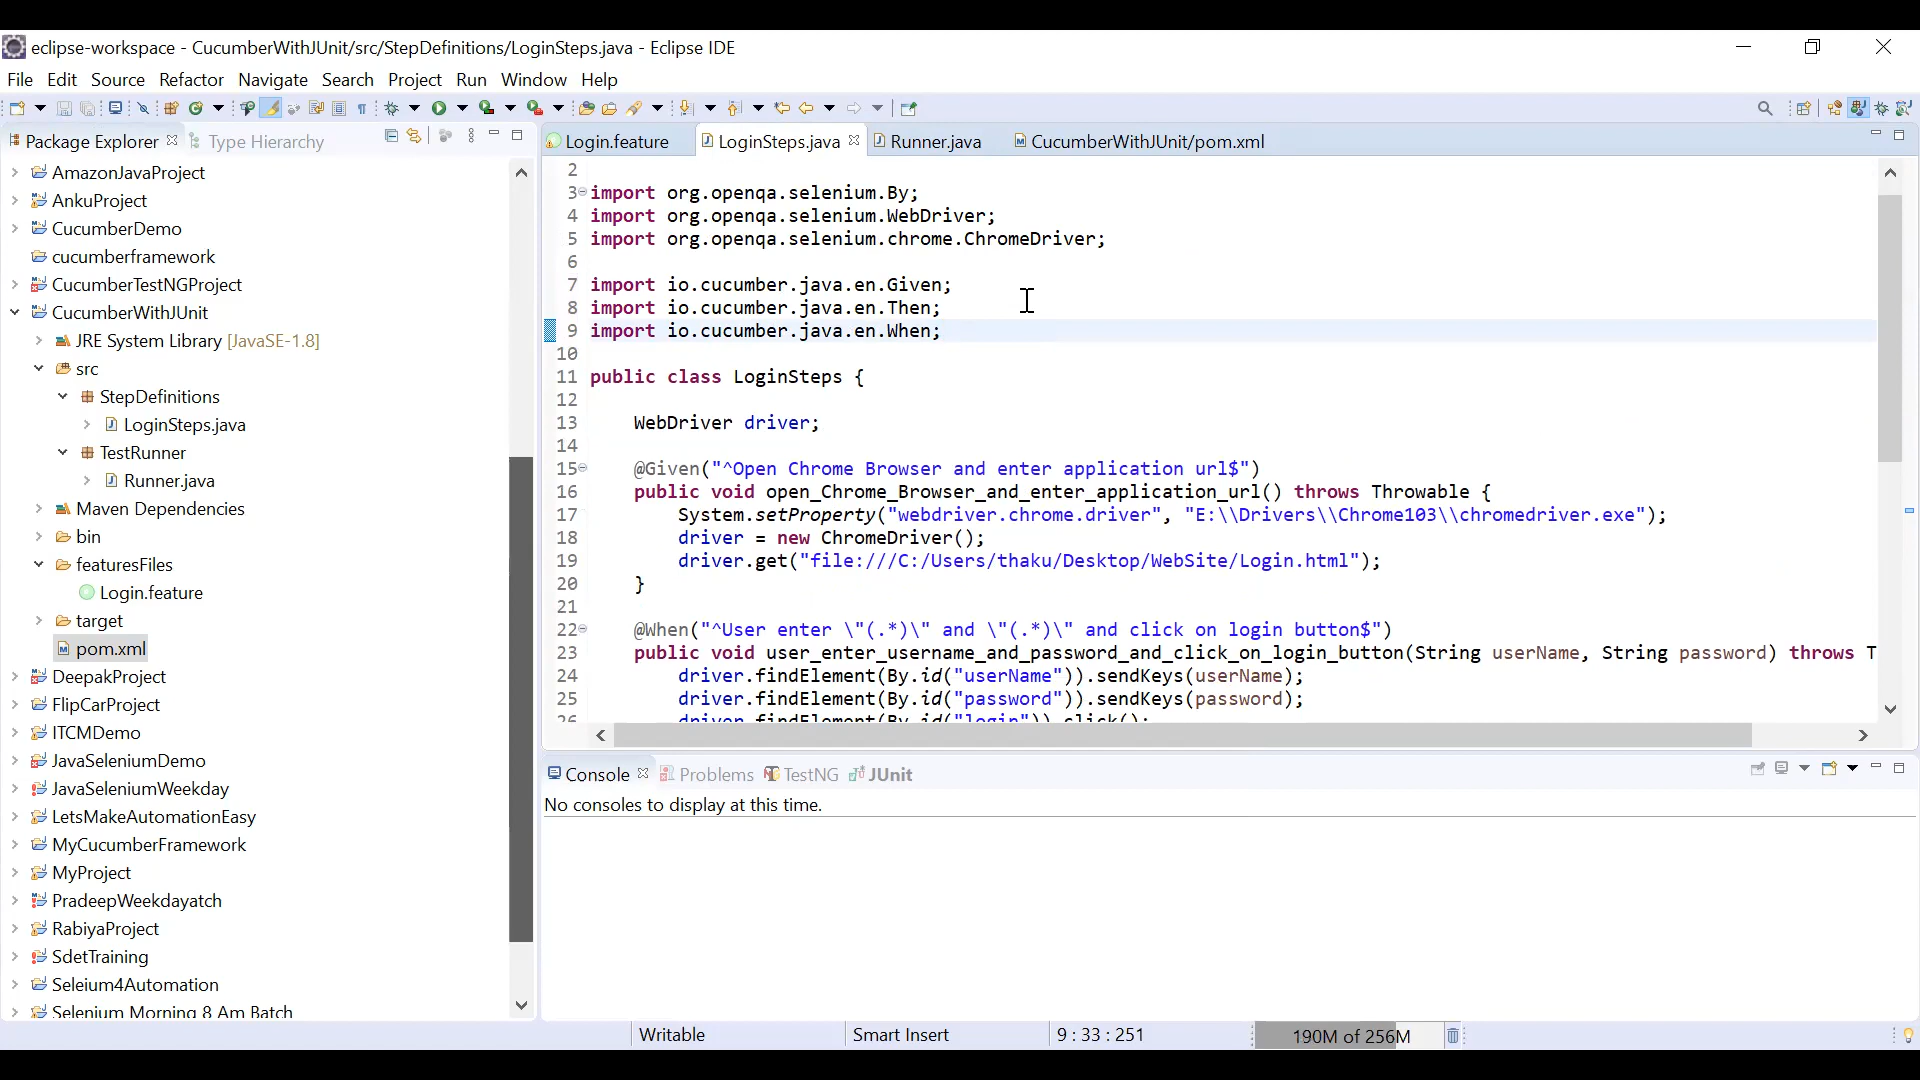 eclipse-workspace - CucumberWithJUnit/src/StepDefinitions/LoginSteps.java - Eclipse IDE
File Edit Source Refactor Navigate Search Project Run Window Help
Package Explorer Type Hierarchy
AmazonJavaProject
AnkuProject
CucumberDemo
cucumberframework
CucumberTestNGProject
CucumberWithJUnit
JRE System Library [JavaSE-1.8]
src
StepDefinitions
LoginSteps.java
TestRunner
Runner.java
Maven Dependencies
bin
featuresFiles
Login.feature
target
pom.xml
DeepakProject
FlipCarProject
ITCMDemo
JavaSeleniumDemo
JavaSeleniumWeekday
LetsMakeAutomationEasy
MyCucumberFramework
MyProject
PradeepWeekdayatch
RabiyaProject
SdetTraining
Seleium4Automation
Selenium Morning 8 Am Batch
Login.feature LoginSteps.java Runner.java CucumberWithJUnit/pom.xml
2
3 import org.openqa.selenium.By;
4 import org.openqa.selenium.WebDriver;
5 import org.openqa.selenium.chrome.ChromeDriver;
6
7 import io.cucumber.java.en.Given;
8 import io.cucumber.java.en.Then;
9 import io.cucumber.java.en.When;
10
11 public class LoginSteps {
12
13 WebDriver driver;
14
15 @Given("^Open Chrome Browser and enter application url$")
16 public void open_Chrome_Browser_and_enter_application_url() throws Throwable {
17 System.setProperty("webdriver.chrome.driver", "E:\\Drivers\\Chrome103\\chromedriver.exe");
18 driver = new ChromeDriver();
19 driver.get("file:///C:/Users/thaku/Desktop/WebSite/Login.html");
20 }
21
22 @When("^User enter \"(.*)\" and \"(.*)\" and click on login button$")
23 public void user_enter_username_and_password_and_click_on_login_button(String userName, String password) throws T
24 driver.findElement(By.id("userName")).sendKeys(userName);
25 driver.findElement(By.id("password")).sendKeys(password);
26 driver.findElement(By.id("login")).click();
Console Problems TestNG JUnit
No consoles to display at this time.
Writable Smart Insert 9 : 33 : 251 190M of 256M